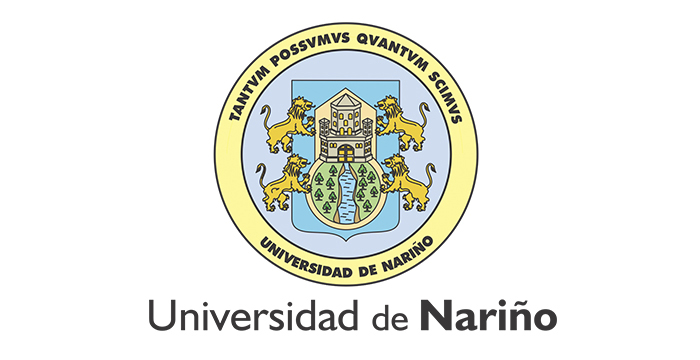 TANTVM POSSVMVS QVANTVM SCIMVS
UNIVERSIDAD DE NARIÑO
Universidad de Nariño